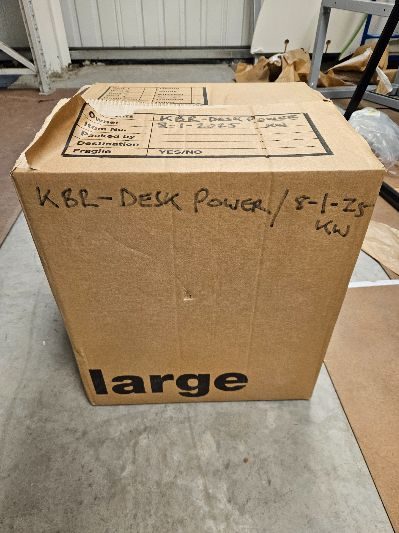 Owner
KBR-DESK POWER
Item No.
8-1-2025 KW
Packed by
Destination
Fragile YES/NO
KBR-DESK POWER / 8-1-25
KW
large